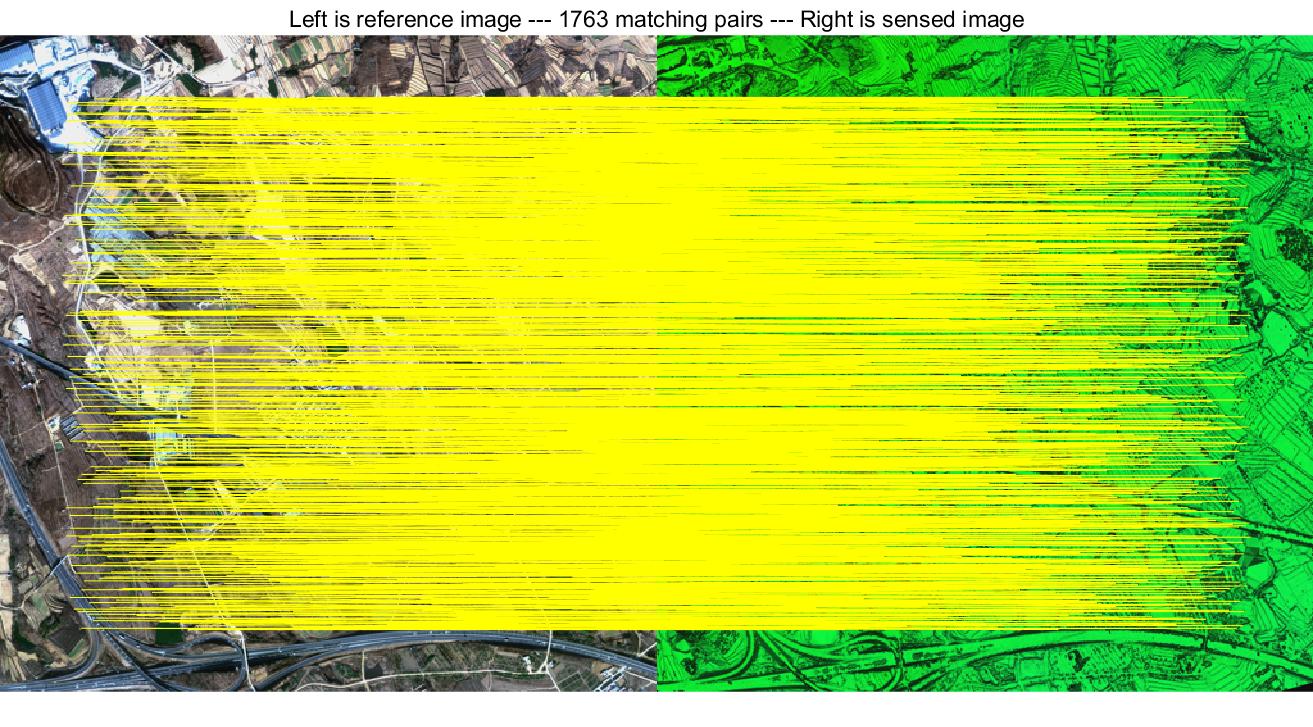 Left is reference image --- 1763 matching pairs --- Right is sensed image